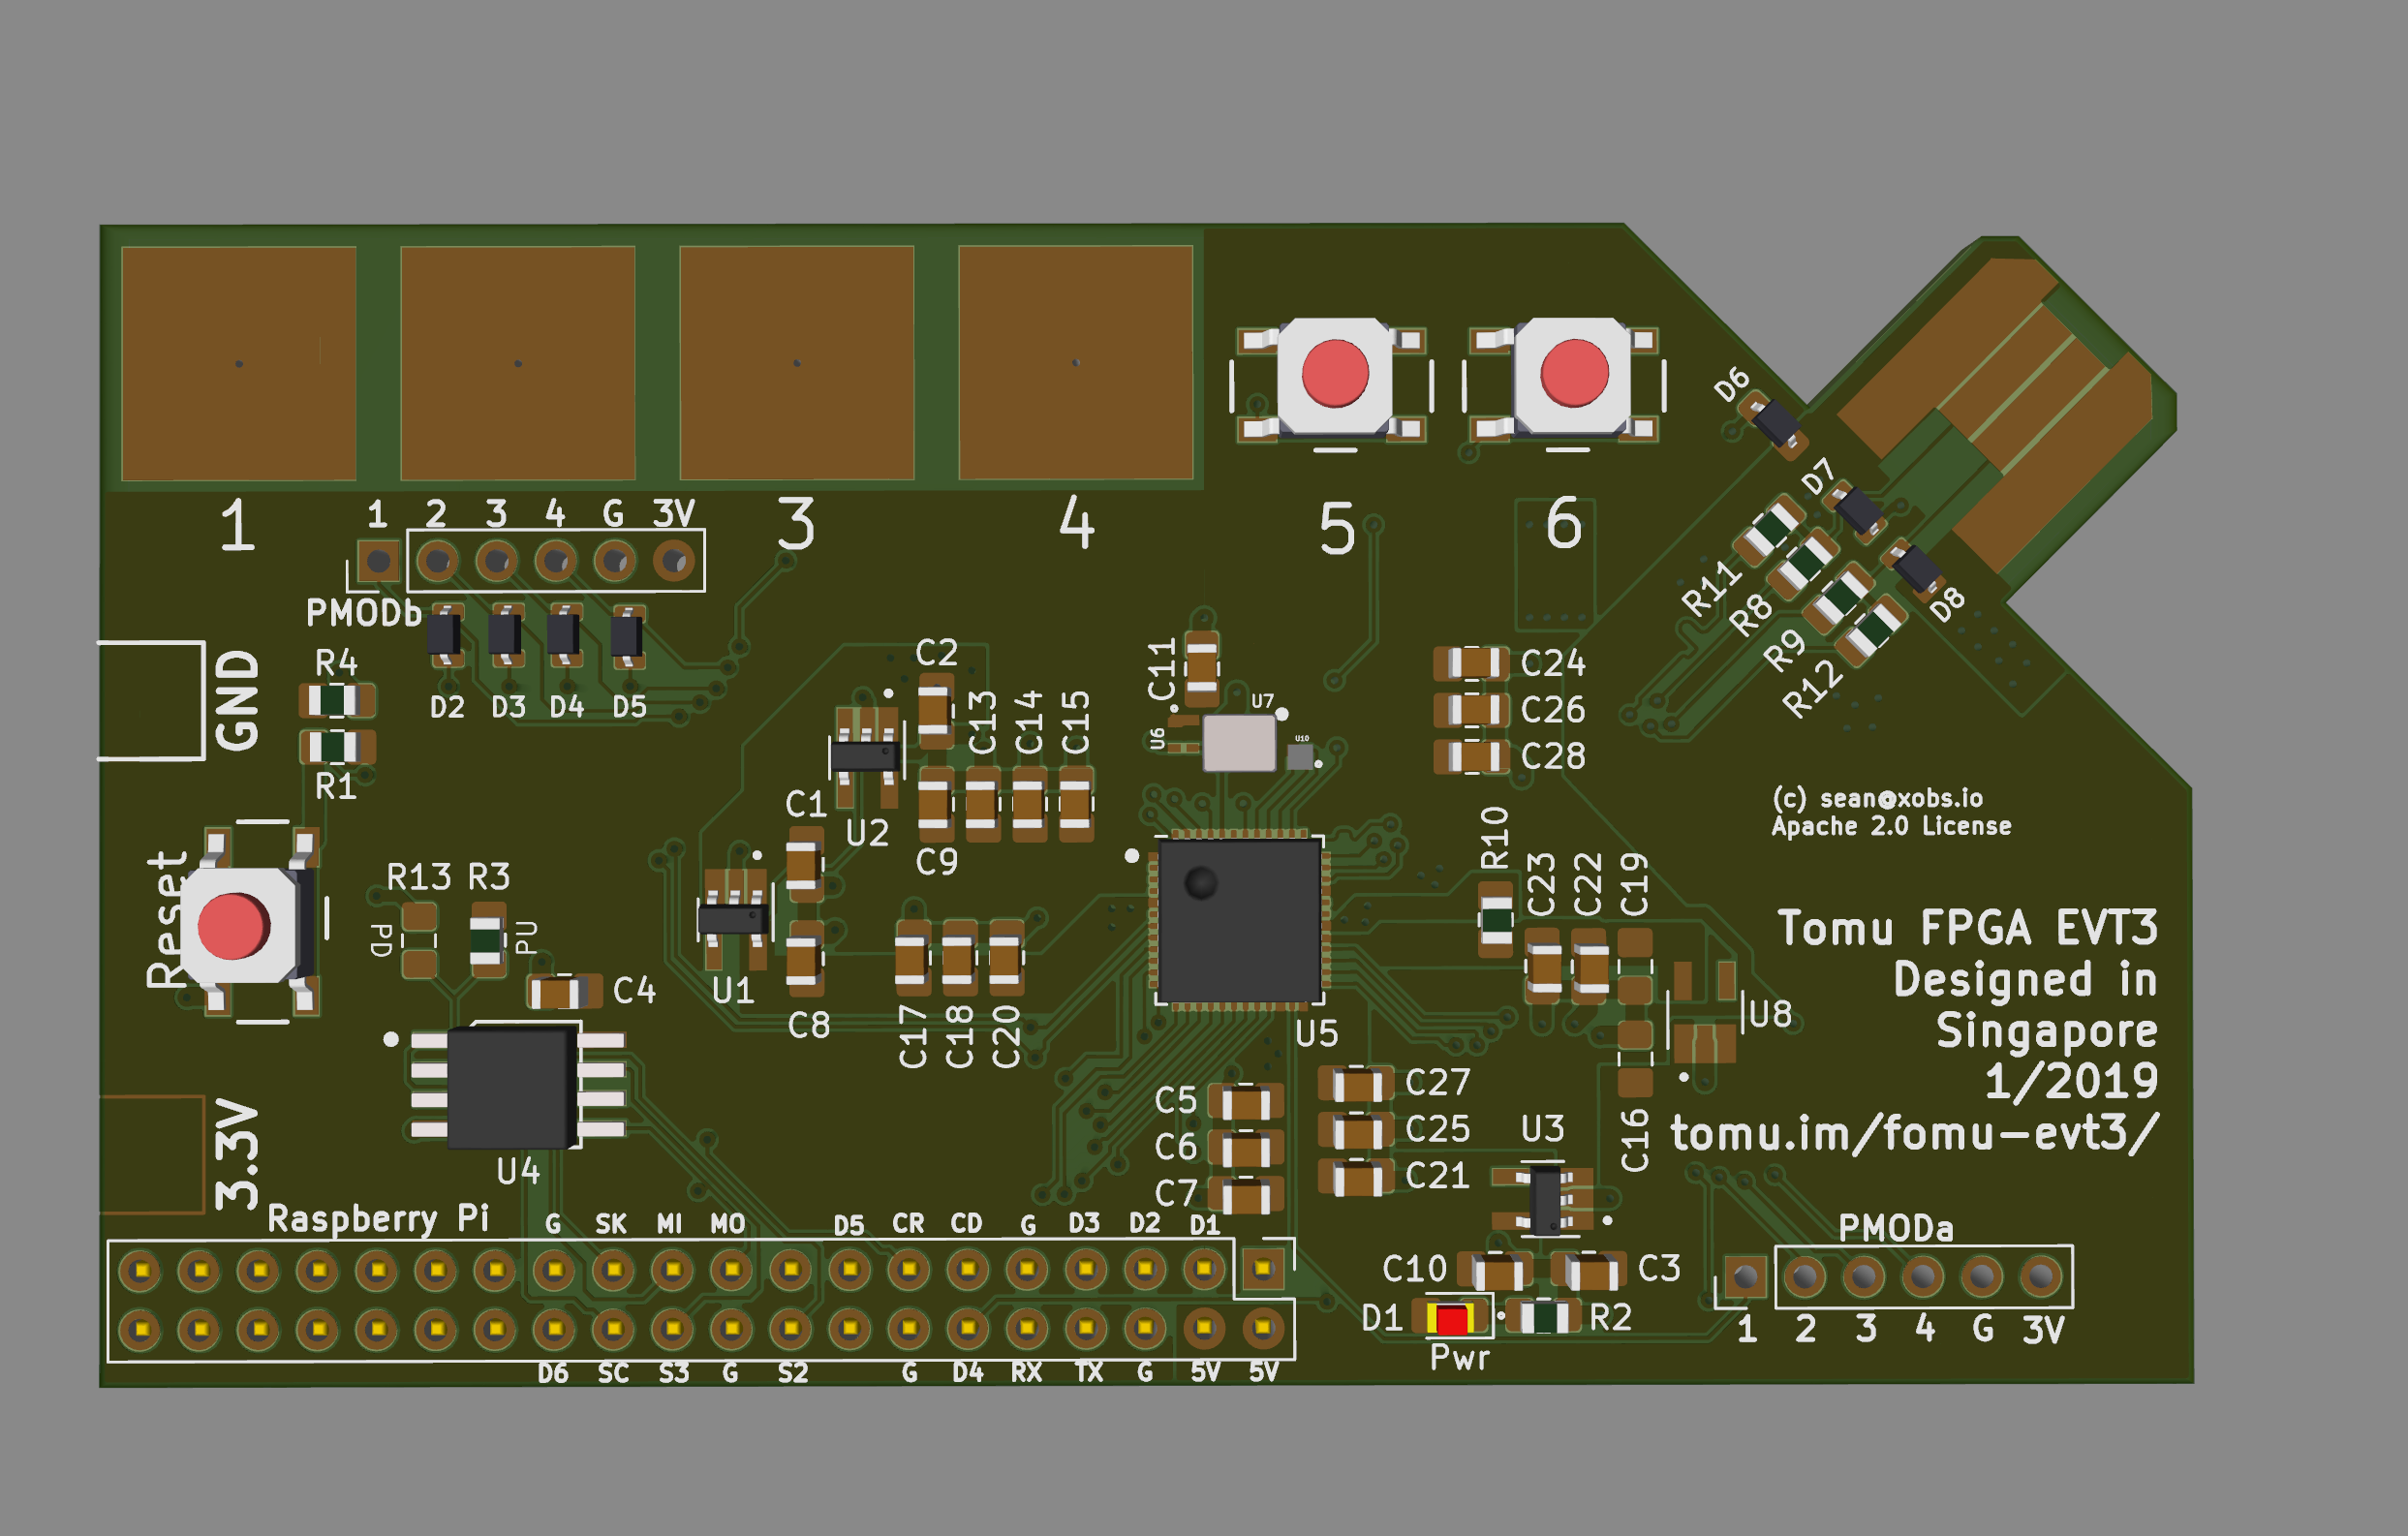 1 2 3 4 G 3V
1 3 4 5 6
PMODb
D2 D3 D4 D5
GND
R4
R1
Reset
R13 R3
PD PU
C4
U4
3.3V
C2
C13 C14 C15
C1
U2
C9
U1
C8
C17 C18 C20
C11
U7
U6
U10
U5
C24
C26
C28
R10
C23 C22 C19
U8
C16
C5
C6
C7
C27
C25
C21
U3
C10 C3
D1 R2
Pwr
D6
D7
D8
R11
R8
R9
R12
(c) sean@xobs.io
Apache 2.0 License
Tomu FPGA EVT3
Designed in
Singapore
1/2019
tomu.im/fomu-evt3/
PMODa
1 2 3 4 G 3V
Raspberry Pi
G SK MI MO D5 CR CD G D3 D2 D1
D6 SC S3 G S2 G D4 RX TX G 5V 5V